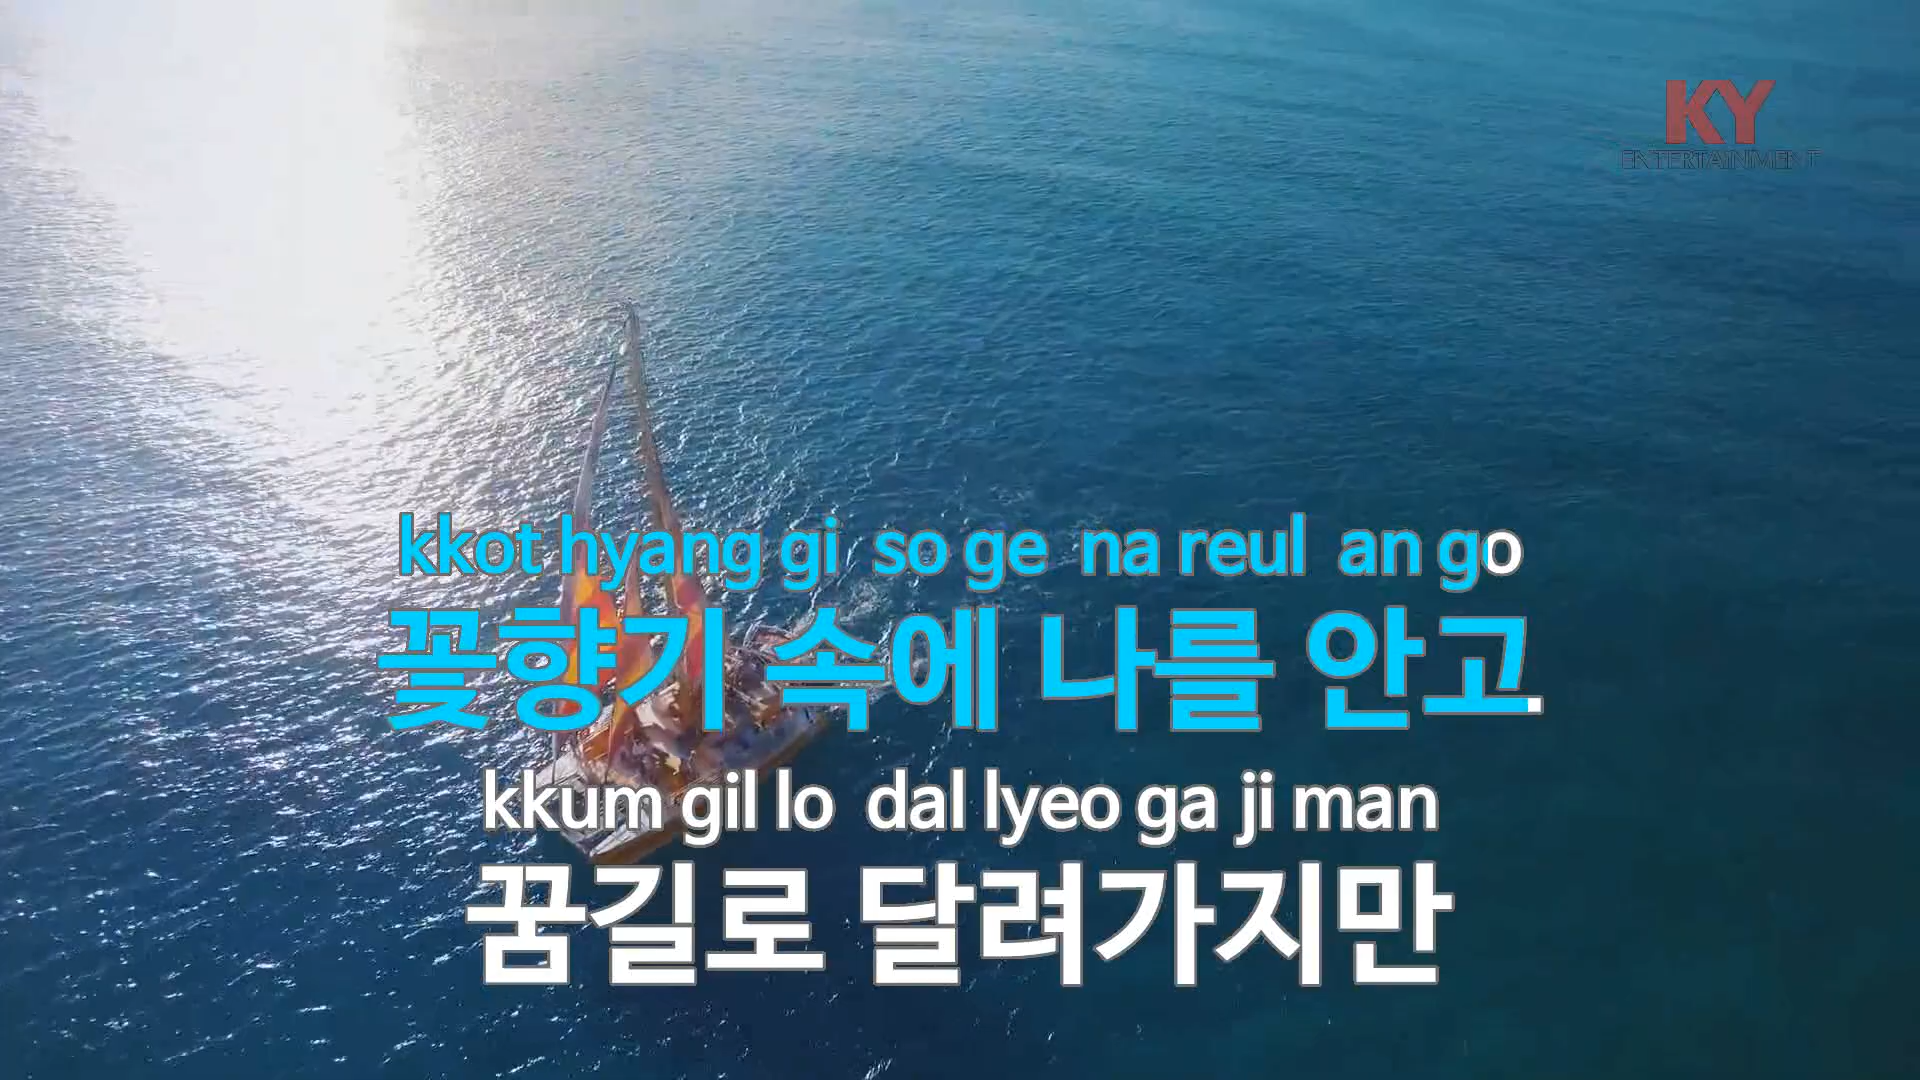 KY
ENTERTAINMENT
kkot hyang gi so ge na reul an go
꽃향기 속에 나를 안고
kkum gil lo dal lyeo ga ji man
꿈길로 달려가지만